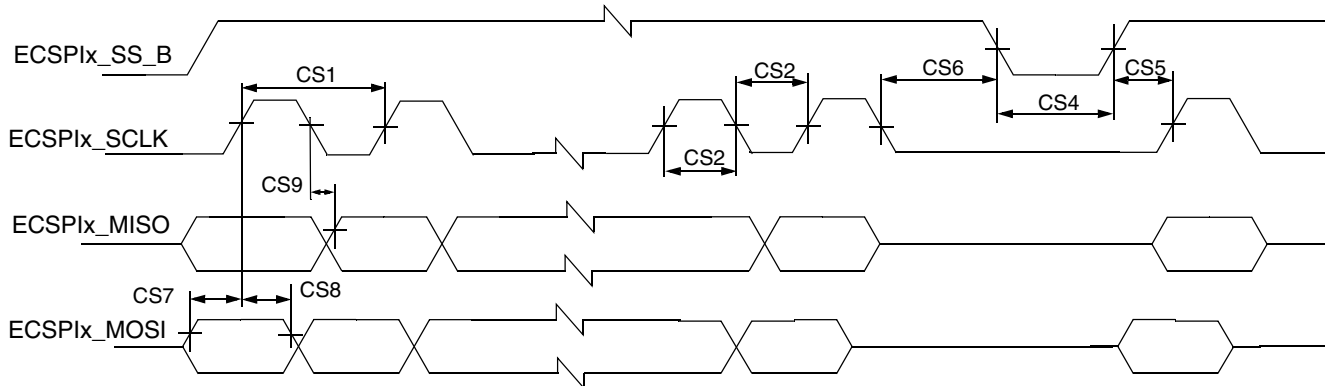 ECSPIx_SS_B
CS1
CS2
CS6
CS5
CS4
ECSPIx_SCLK
CS2
CS9
ECSPIx_MISO
CS7
CS8
ECSPIx_MOSI